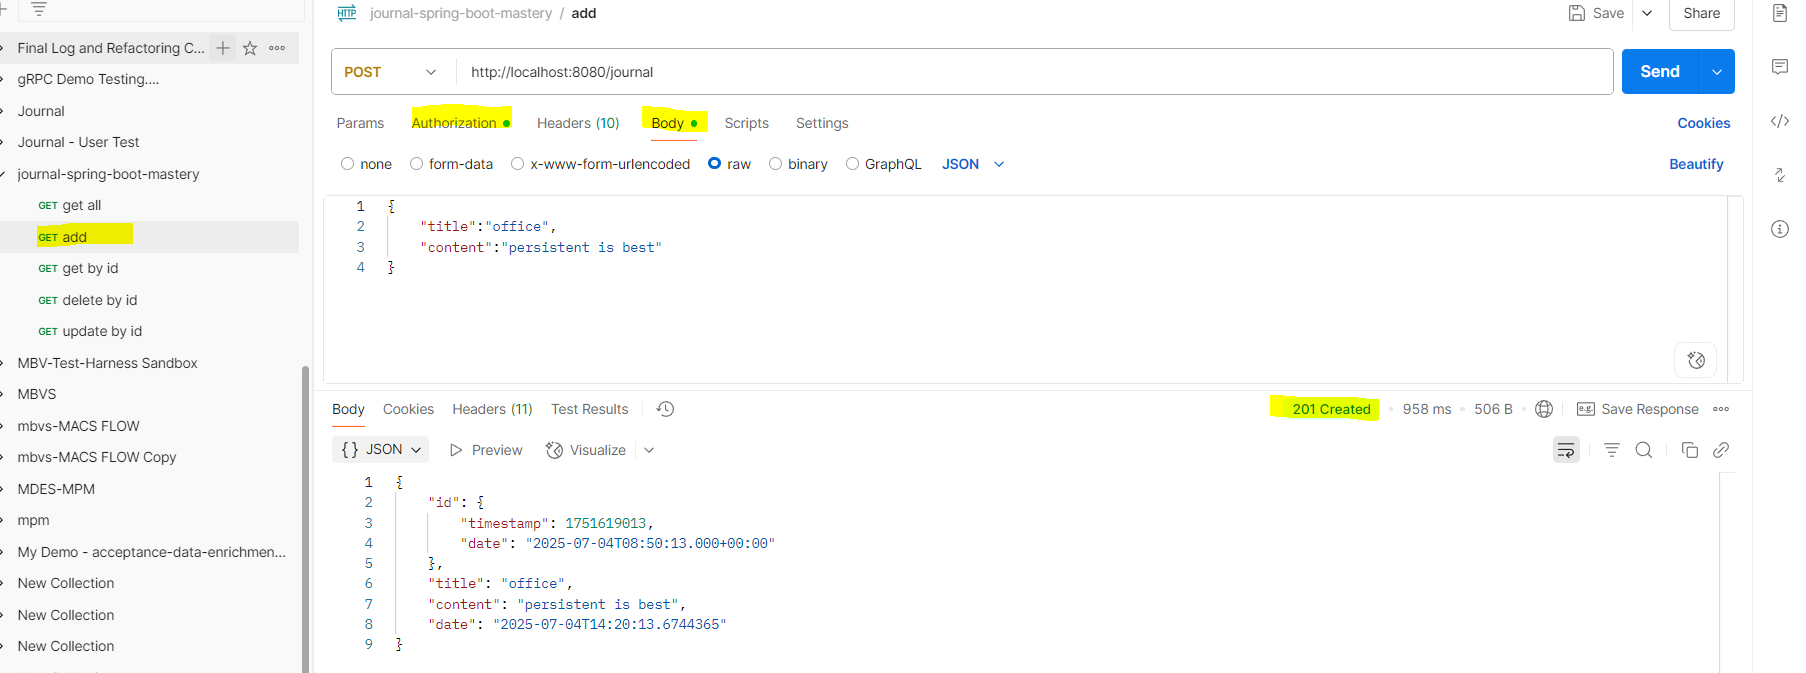 Final Log and Refactoring C...
gRPC Demo Testing....
Journal
Journal - User Test
journal-spring-boot-mastery
GET get all
GET add
GET get by id
GET delete by id
GET update by id
MBV-Test-Harness Sandbox
MBVS
mbvs-MACS FLOW
mbvs-MACS FLOW Copy
MDES-MPM
mpm
My Demo - acceptance-data-enrichmen...
New Collection
New Collection
New Collection
HTTP journal-spring-boot-mastery / add
Save
Share
POST http://localhost:8080/journal
Send
Params Authorization Headers (10) Body Scripts Settings
Cookies
none form-data x-www-form-urlencoded raw binary GraphQL JSON
Beautify
1 {
2 "title":"office",
3 "content":"persistent is best"
4 }
Body Cookies Headers (11) Test Results
201 Created • 958 ms • 506 B
e.g. Save Response
{} JSON Preview Visualize
1 {
2 "id": {
3 "timestamp": 1751619013,
4 "date": "2025-07-04T08:50:13.000+00:00"
5 },
6 "title": "office",
7 "content": "persistent is best",
8 "date": "2025-07-04T14:20:13.6744365"
9 }